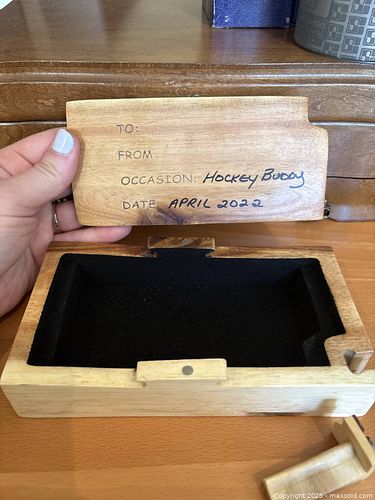 TO:
FROM:
OCCASION: HOCKEY BUDDY
DATE: APRIL 2022
Copyright 2025 - maxsold.com